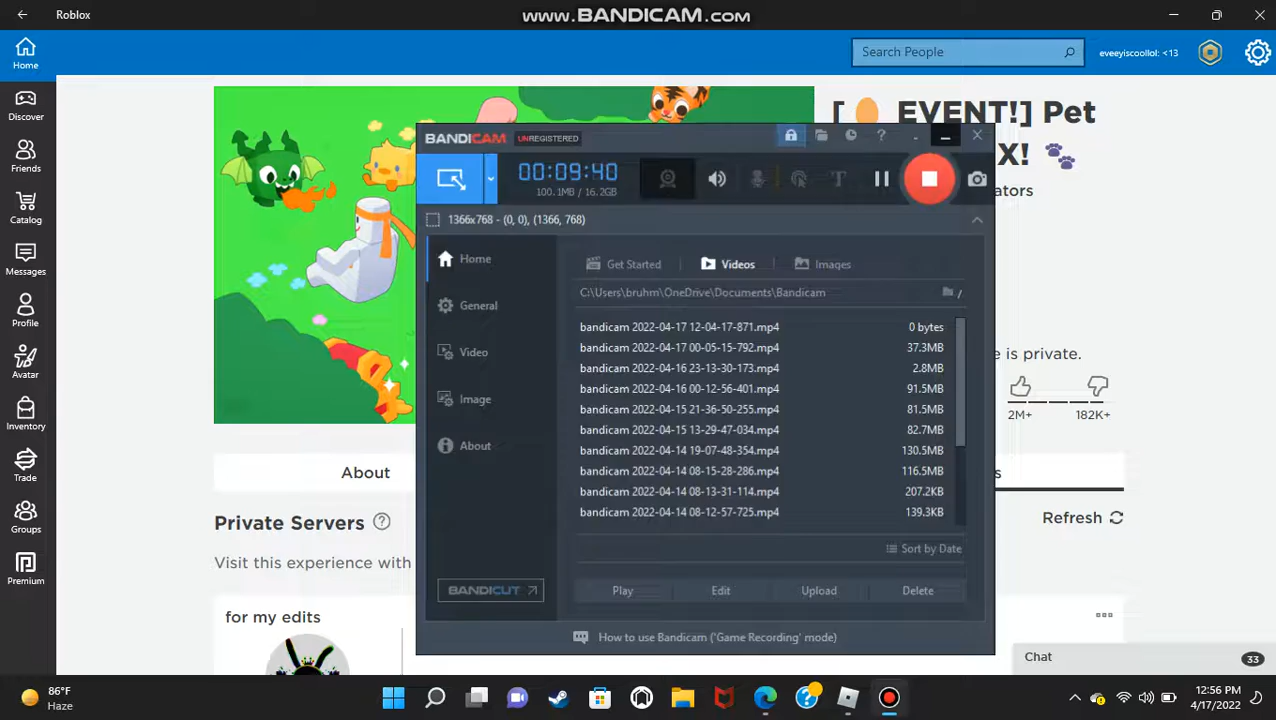 Roblox
www.BANDICAM.com
Home
Search People
eveeyiscoollol: <13
Discover
Friends
Catalog
Messages
Profile
Avatar
Inventory
Trade
Groups
Premium
[ EVENT!] Pet
X!
ators
e is private.
2M+
182K+
BANDICAM UNREGISTERED
00:09:40
100.1MB / 16.2GB
1366x768 - (0, 0), (1366, 768)
Home
General
Video
Image
About
BANDICUT
Get Started
Videos
Images
C:\Users\bruhm\OneDrive\Documents\Bandicam
/
bandicam 2022-04-17 12-04-17-871.mp4 0 bytes
bandicam 2022-04-17 00-05-15-792.mp4 37.3MB
bandicam 2022-04-16 23-13-30-173.mp4 2.8MB
bandicam 2022-04-16 00-12-56-401.mp4 91.5MB
bandicam 2022-04-15 21-36-50-255.mp4 81.5MB
bandicam 2022-04-15 13-29-47-034.mp4 82.7MB
bandicam 2022-04-14 19-07-48-354.mp4 130.5MB
bandicam 2022-04-14 08-15-28-286.mp4 116.5MB
bandicam 2022-04-14 08-13-31-114.mp4 207.2KB
bandicam 2022-04-14 08-12-57-725.mp4 139.3KB
Sort by Date
Play
Edit
Upload
Delete
How to use Bandicam ('Game Recording' mode)
About
s
Private Servers
Refresh
Visit this experience with
for my edits
Chat
33
86°F
Haze
12:56 PM
4/17/2022